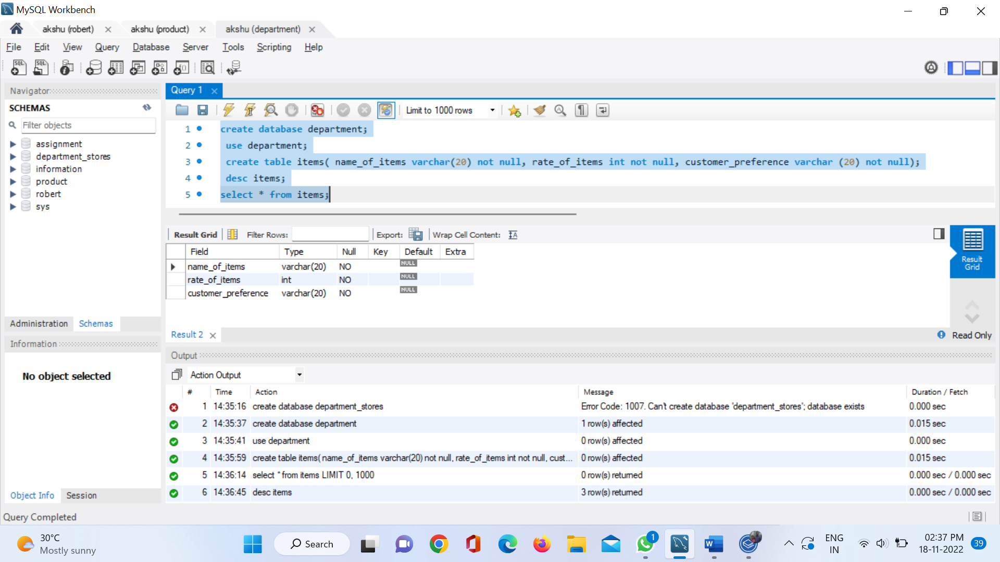 MySQL Workbench
akshu (robert)
akshu (product)
akshu (department)
File Edit View Query Database Server Tools Scripting Help
Navigator
SCHEMAS
Filter objects
assignment
department_stores
information
product
robert
sys
Administration Schemas
Information
No object selected
Object Info Session
Query 1
Limit to 1000 rows
1 create database department;
2 use department;
3 create table items( name_of_items varchar(20) not null, rate_of_items int not null, customer_preference varchar (20) not null);
4 desc items;
5 select * from items;
Result Grid Filter Rows: Export: Wrap Cell Content:
Field Type Null Key Default Extra
name_of_items varchar(20) NO NULL
rate_of_items int NO NULL
customer_preference varchar(20) NO NULL
Result
Grid
Result 2
Read Only
Output
Action Output
# Time Action Message Duration / Fetch
1 14:35:16 create database department_stores Error Code: 1007. Can't create database 'department_stores'; database exists 0.000 sec
2 14:35:37 create database department 1 row(s) affected 0.015 sec
3 14:35:41 use department 0 row(s) affected 0.000 sec
4 14:35:59 create table items( name_of_items varchar(20) not null, rate_of_items int not null, cust... 0 row(s) affected 0.015 sec
5 14:36:14 select * from items LIMIT 0, 1000 0 row(s) returned 0.000 sec / 0.000 sec
6 14:36:45 desc items 3 row(s) returned 0.000 sec / 0.000 sec
Query Completed
30°C
Mostly sunny
Search
1
ENG
IN
02:37 PM
18-11-2022
39